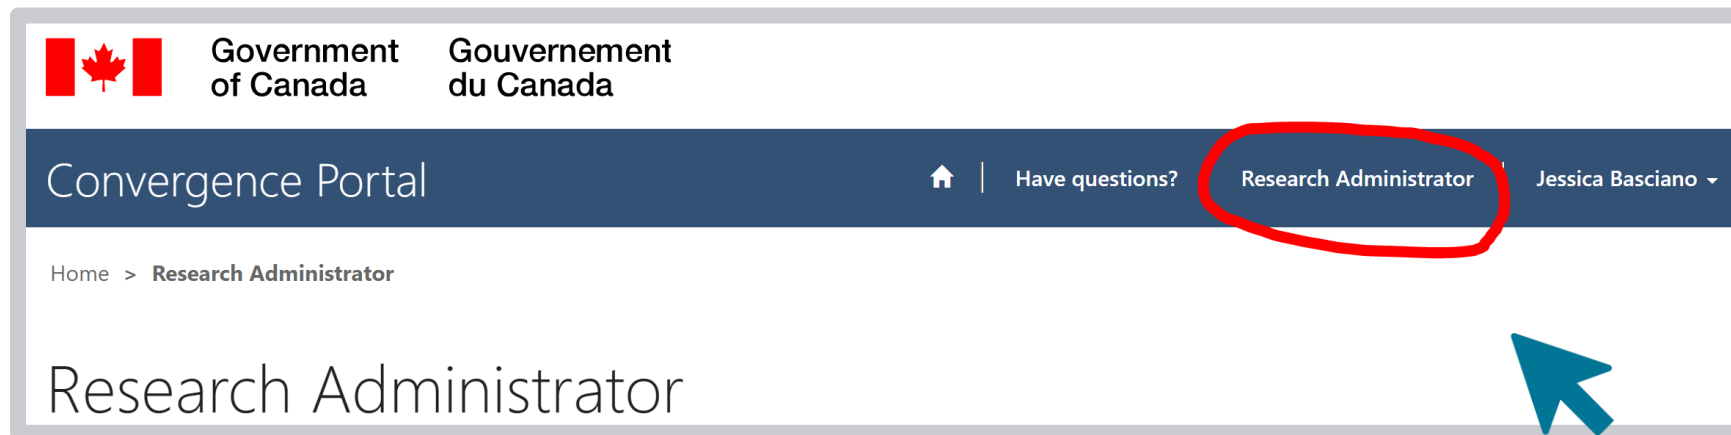 Government Gouvernement
of Canada du Canada
Convergence Portal Have questions? Research Administrator Jessica Basciano
Home > Research Administrator
Research Administrator